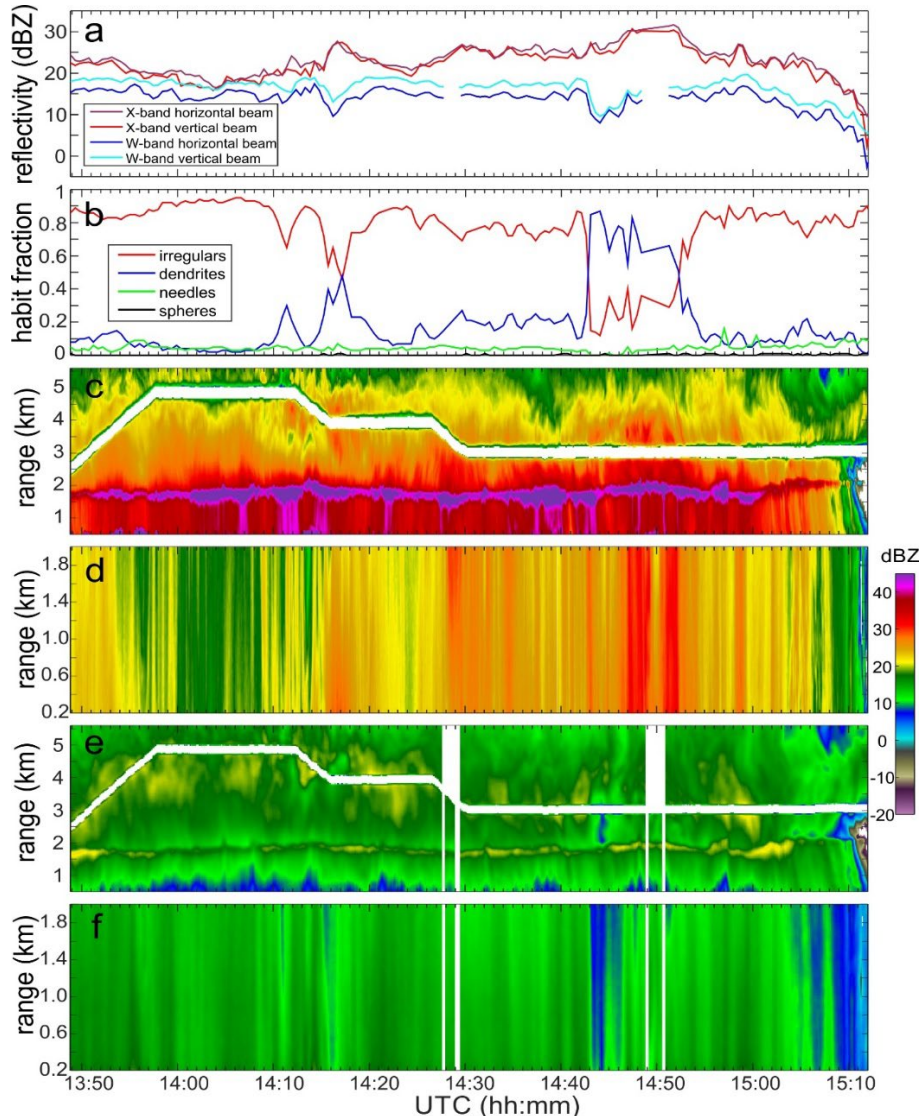 a
reflectivity (dBZ)
30
20
10
0
X-band horizontal beam
X-band vertical beam
W-band horizontal beam
W-band vertical beam
b
habit fraction
1
0.8
0.6
0.4
0.2
0
irregulars
dendrites
needles
spheres
c
range (km)
5
4
3
2
1
d
range (km)
1.8
1.4
1.0
0.6
0.2
dBZ
40
30
20
10
0
-10
-20
e
range (km)
5
4
3
2
1
f
range (km)
1.8
1.4
1.0
0.6
0.2
13:50 14:00 14:10 14:20 14:30 14:40 14:50 15:00 15:10
UTC (hh:mm)